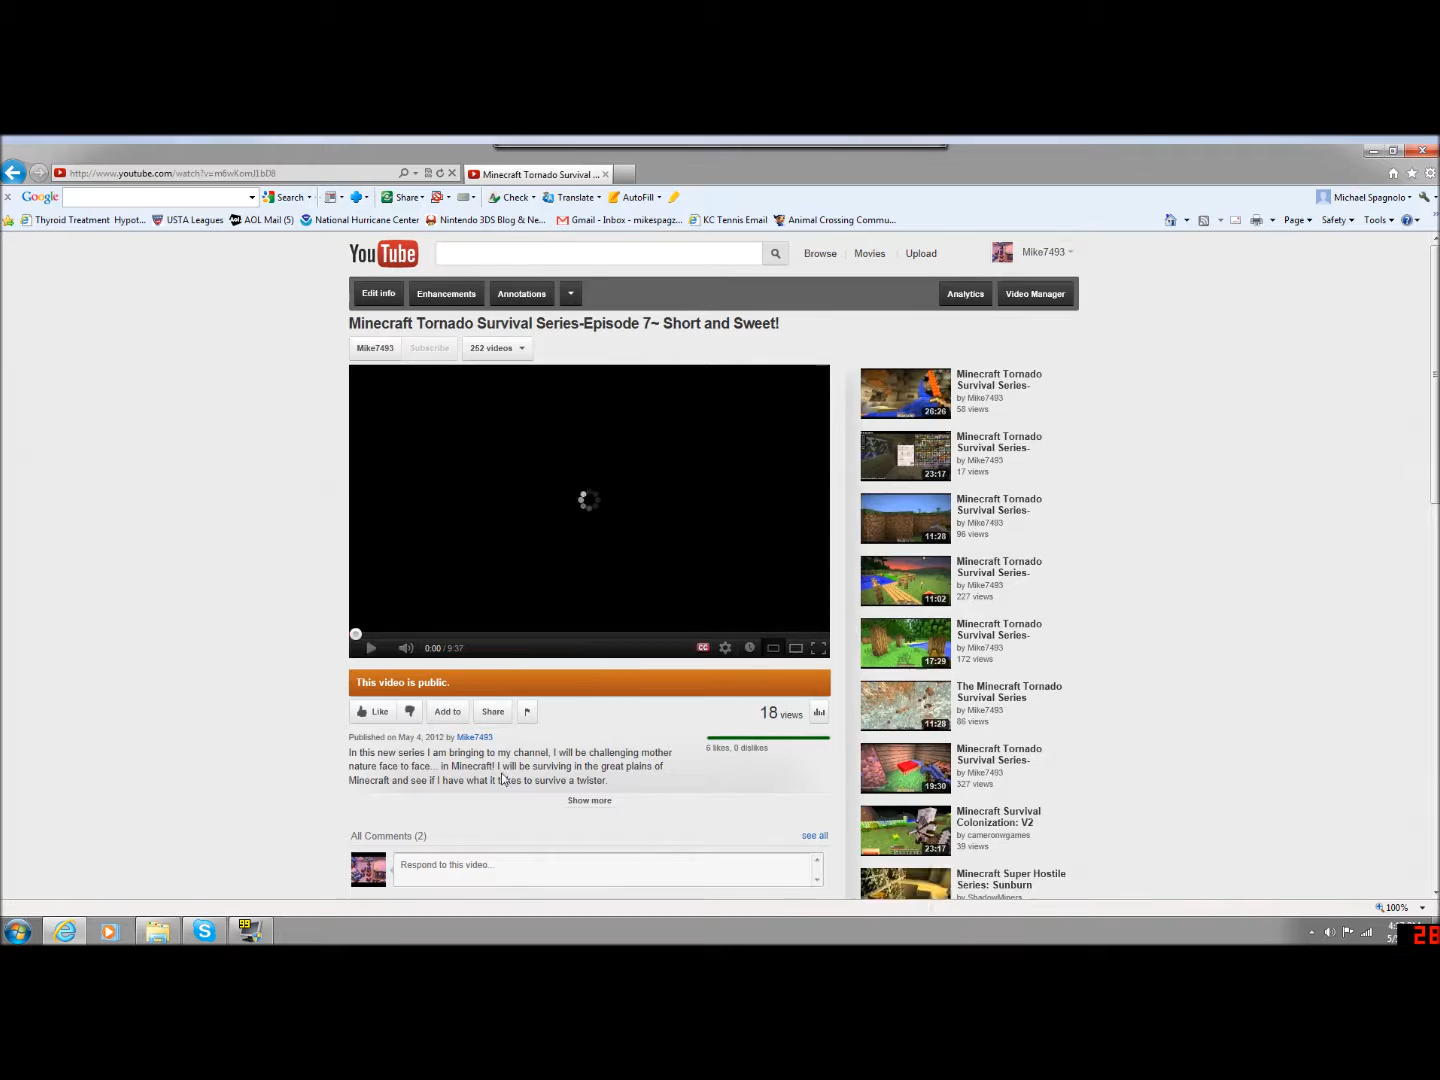 http://www.youtube.com/watch?v=m6wKomJ1bD8
Minecraft Tornado Survival ...
Google
Search
Share
Check
Translate
AutoFill
Michael Spagnolo
Thyroid Treatment Hypot...
USTA Leagues
AOL Mail (5)
National Hurricane Center
Nintendo 3DS Blog & Ne...
Gmail - Inbox - mikespagz...
KC Tennis Email
Animal Crossing Commu...
Page
Safety
Tools
YouTube
Browse
Movies
Upload
Mike7493
Edit info
Enhancements
Annotations
Analytics
Video Manager
Minecraft Tornado Survival Series-Episode 7~ Short and Sweet!
Mike7493
Subscribe
252 videos
0:00 / 9:37
CC
This video is public.
Like
Add to
Share
18 views
Published on May 4, 2012 by Mike7493
6 likes, 0 dislikes
In this new series I am bringing to my channel, I will be challenging mother
nature face to face... in Minecraft! I will be surviving in the great plains of
Minecraft and see if I have what it takes to survive a twister.
Show more
All Comments (2)
see all
Respond to this video...
Minecraft Tornado
Survival Series-
by Mike7493
58 views
26:26
Minecraft Tornado
Survival Series-
by Mike7493
17 views
23:17
Minecraft Tornado
Survival Series-
by Mike7493
96 views
11:28
Minecraft Tornado
Survival Series-
by Mike7493
227 views
11:02
Minecraft Tornado
Survival Series-
by Mike7493
172 views
17:29
The Minecraft Tornado
Survival Series
by Mike7493
86 views
11:28
Minecraft Tornado
Survival Series-
by Mike7493
327 views
19:30
Minecraft Survival
Colonization: V2
by cameronwgames
39 views
23:17
Minecraft Super Hostile
Series: Sunburn
by ShadowMiners
100%
99
28